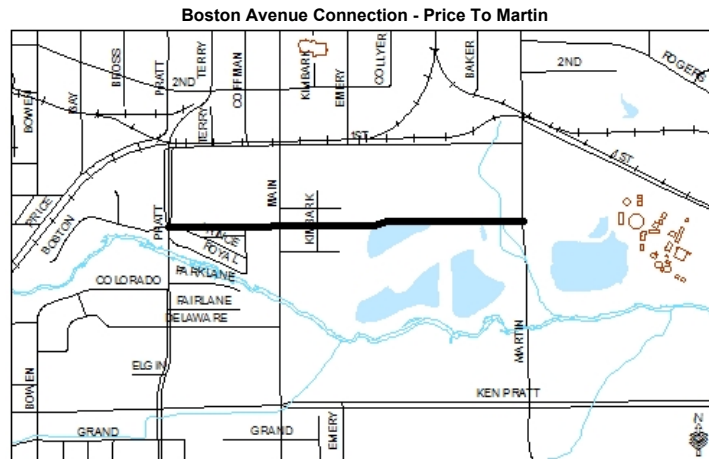 Boston Avenue Connection - Price To Martin
BOWEN
BAY
BROSS
PRATT
TERRY
2ND
COFFMAN
KIMBARK
EMERY
COLLYER
BAKER
2ND
ROGERS
TERRY
1ST
1ST
PRICE
BOSTON
PRATT
MAIN
KIMBARK
ROYAL
PARKLANE
COLORADO
FAIRLANE
DELAWARE
MARTIN
ELGIN
BOWEN
KEN PRATT
GRAND
GRAND
EMERY
N